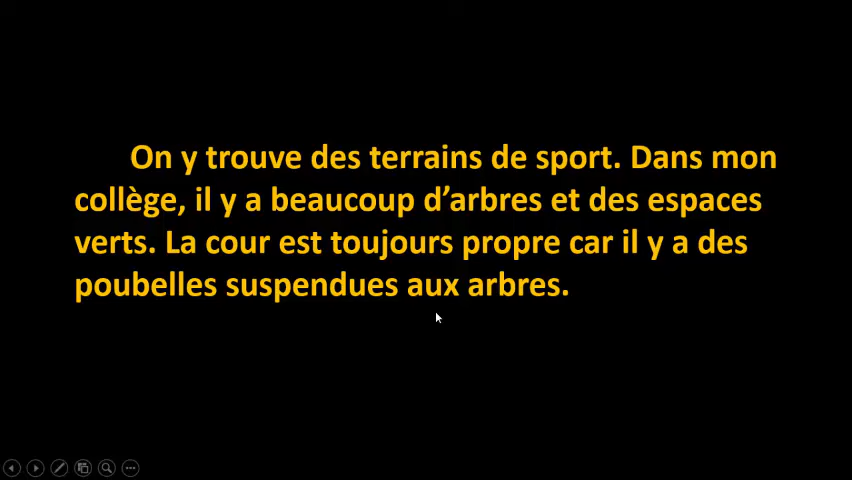 On y trouve des terrains de sport. Dans mon
collège, il y a beaucoup d’arbres et des espaces
verts. La cour est toujours propre car il y a des
poubelles suspendues aux arbres.